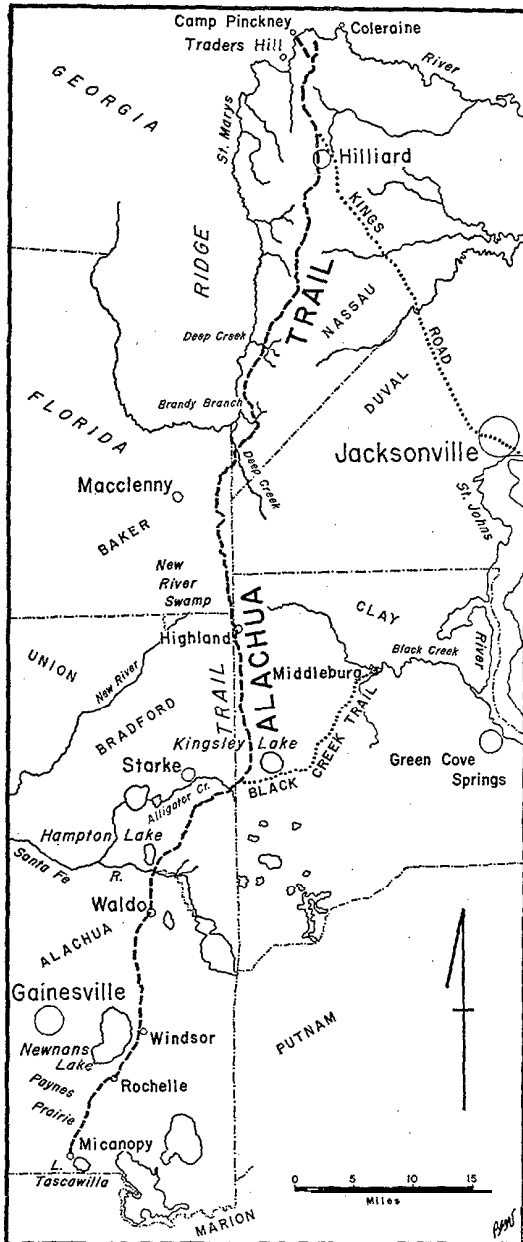 Camp Pinckney
Coleraine
Traders Hill
River
GEORGIA
St. Marys
Hilliard
KINGS
ROAD
RIDGE
TRAIL
NASSAU
Deep Creek
DUVAL
Brandy Branch
FLORIDA
Jacksonville
Deep Creek
Macclenny
St. Johns
BAKER
New
River
Swamp
CLAY
Highland
ALACHUA
Black Creek
River
UNION
New River
TRAIL
Middleburg
BRADFORD
Kingsley Lake
CREEK TRAIL
Green Cove
Springs
Starke
BLACK
Alligator Cr.
Hampton Lake
Santa Fe
R.
Waldo
ALACHUA
Gainesville
PUTNAM
Windsor
Newnans
Lake
Paynes
Prairie
Rochelle
Micanopy
L.
Tascawilla
0 5 10 15
Miles
MARION